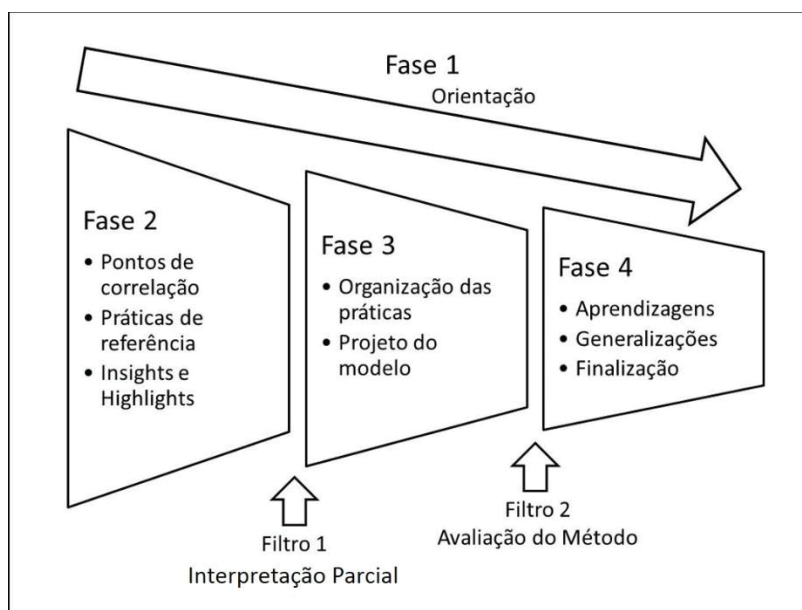 Fase 1
Orientação
Fase 2
• Pontos de
correlação
• Práticas de
referência
• Insights e
Highlights
Fase 3
• Organização das
práticas
• Projeto do
modelo
Fase 4
• Aprendizagens
• Generalizações
• Finalização
Filtro 1
Interpretação Parcial
Filtro 2
Avaliação do Método